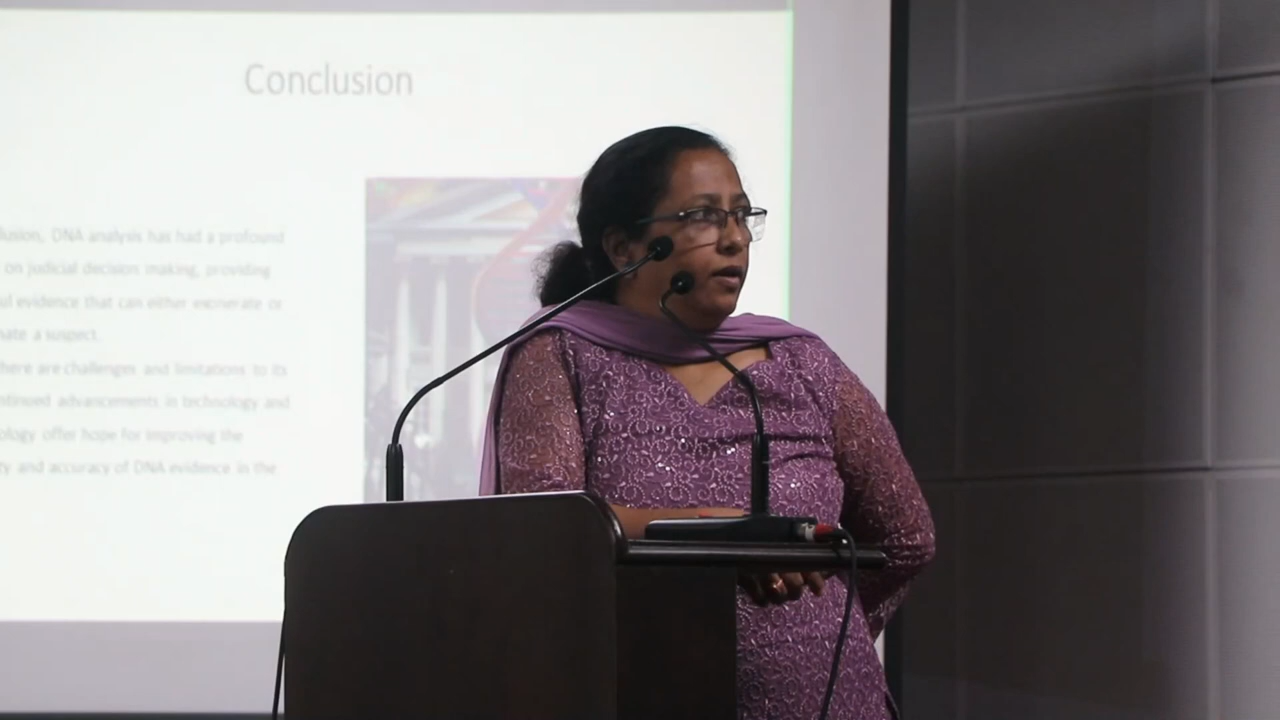 Conclusion
lusion, DNA analysis has had a profound
on judicial decision making, providing
ul evidence that can either exonerate or
nate a suspect.
here are challenges and limitations to its
ntinued advancements in technology and
ology offer hope for improving the
ty and accuracy of DNA evidence in the